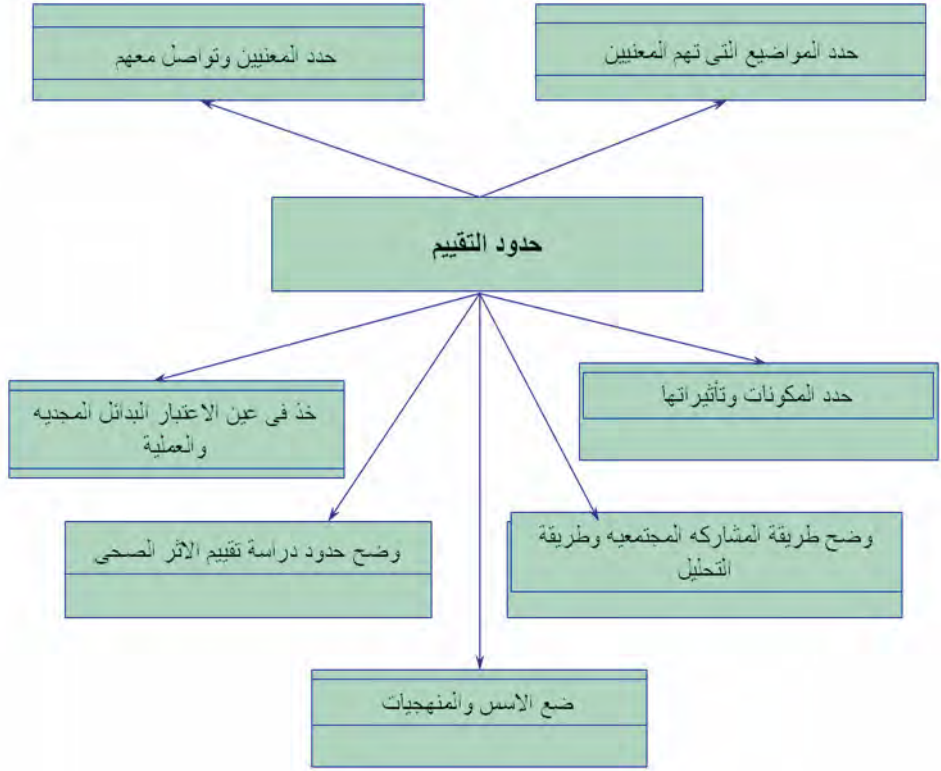 حدد المواضيع التى تهم المعنيين
حدد المعنيين وتواصل معهم
حدود التقييم
حدد المكونات وتأثيراتها
خذ فى عين الاعتبار البدائل المجديه
والعملية
وضح طريقة المشاركه المجتمعيه وطريقة
التحليل
وضح حدود دراسة تقييم الاثر الصحى
ضع الاسس والمنهجيات